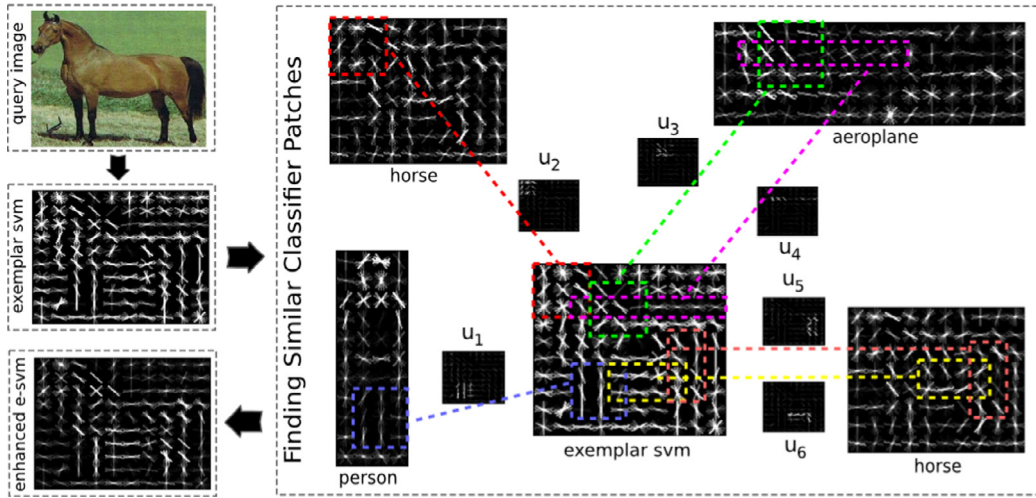 query image
exemplar svm
enhanced e-svm
Finding Similar Classifier Patches
horse
aeroplane
u2
u3
u4
person
u1
exemplar svm
u5
u6
horse